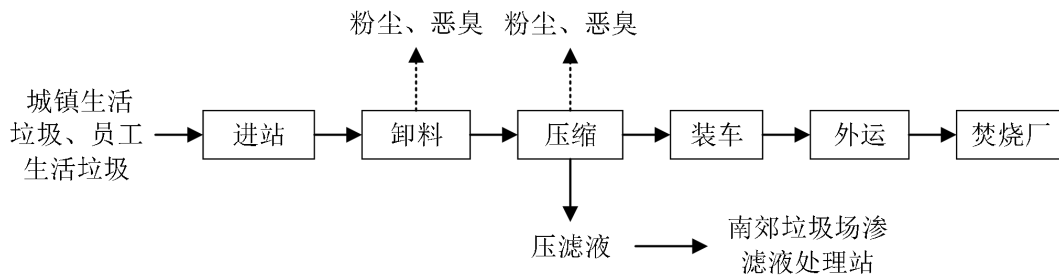 粉尘、恶臭
粉尘、恶臭
城镇生活
垃圾、员工
生活垃圾
进站
卸料
压缩
装车
外运
焚烧厂
压滤液
南郊垃圾场渗
滤液处理站